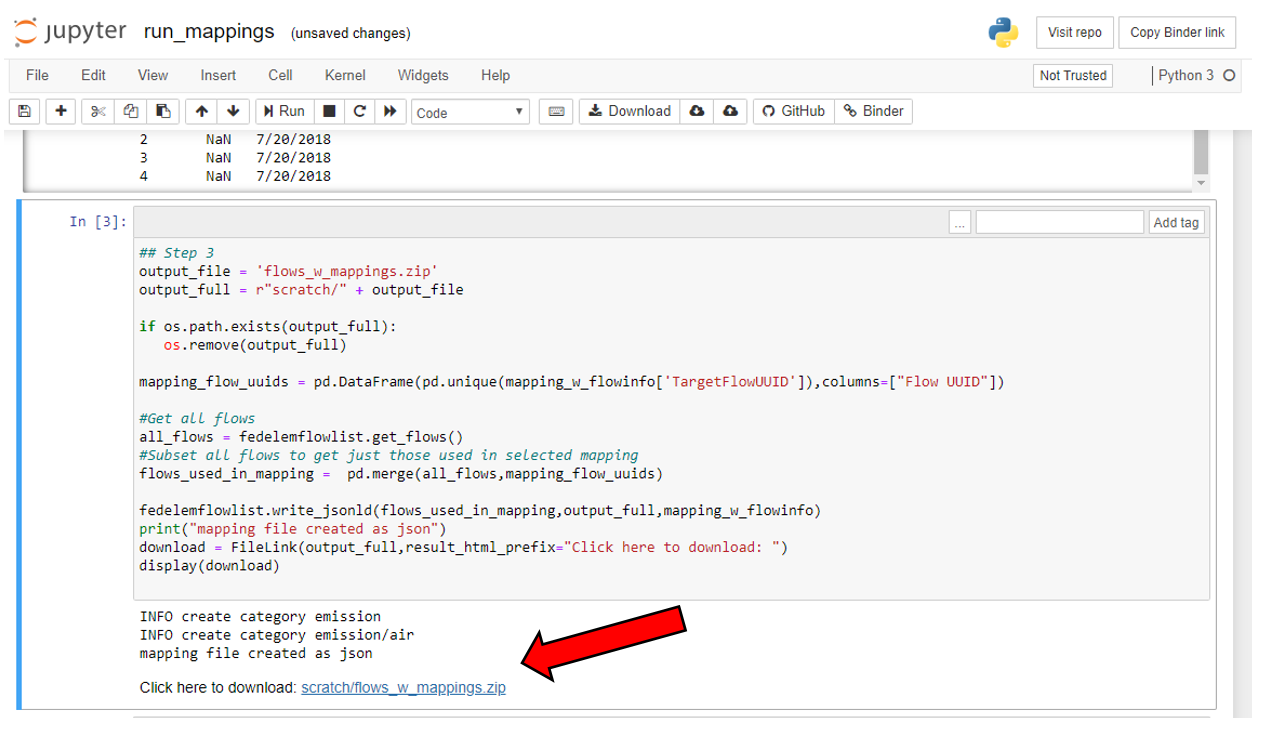 jupyter run_mappings (unsaved changes) Visit repo Copy Binder link
File Edit View Insert Cell Kernel Widgets Help Not Trusted Python 3
Run Code Download GitHub Binder
2 NaN 7/20/2018
3 NaN 7/20/2018
4 NaN 7/20/2018
In [3]: ... Add tag
## Step 3
output_file = 'flows_w_mappings.zip'
output_full = r"scratch/" + output_file
if os.path.exists(output_full):
   os.remove(output_full)
mapping_flow_uuids = pd.DataFrame(pd.unique(mapping_w_flowinfo['TargetFlowUUID']),columns=["Flow UUID"])
#Get all flows
all_flows = fedelemflowlist.get_flows()
#Subset all flows to get just those used in selected mapping
flows_used_in_mapping =  pd.merge(all_flows,mapping_flow_uuids)
fedelemflowlist.write_jsonld(flows_used_in_mapping,output_full,mapping_w_flowinfo)
print("mapping file created as json")
download = FileLink(output_full,result_html_prefix="Click here to download: ")
display(download)
INFO create category emission
INFO create category emission/air
mapping file created as json
Click here to download: scratch/flows_w_mappings.zip